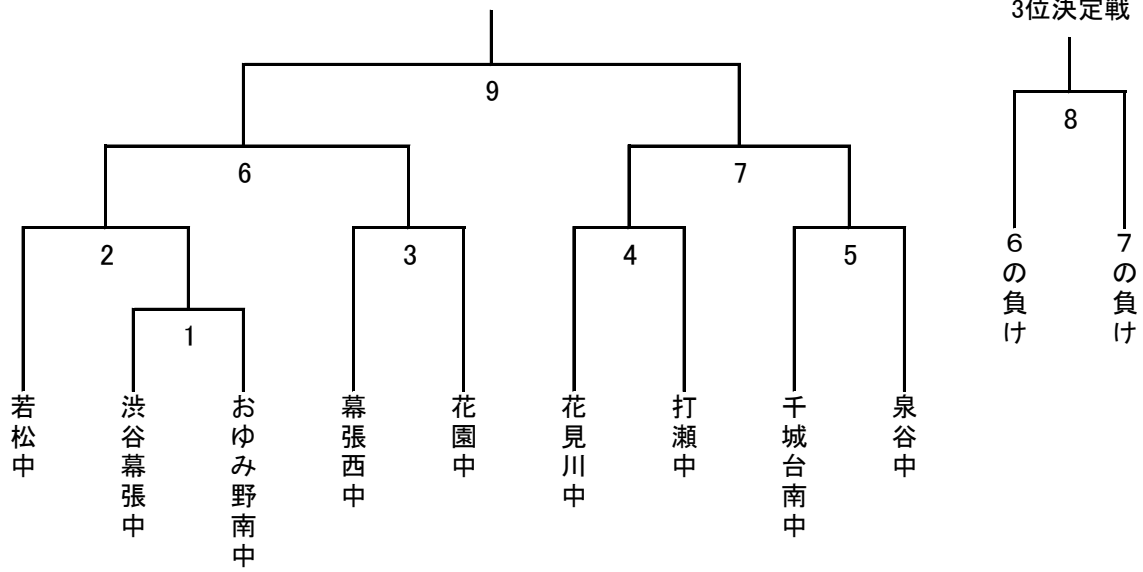 3位決定戦
9
8
6
7
2
3
4
5
6の負け
7の負け
1
若松中
渋谷幕張中
おゆみ野南中
幕張西中
花園中
花見川中
打瀬中
千城台南中
泉谷中